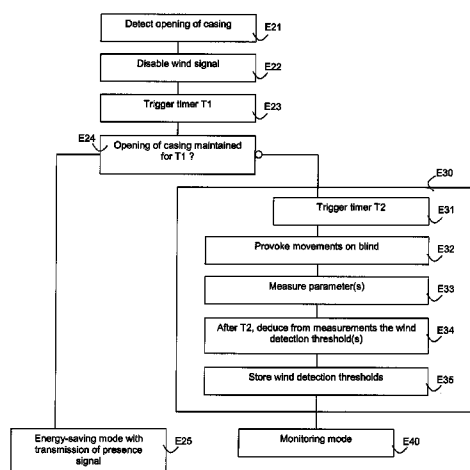 Detect opening of casing
E21
Disable wind signal
E22
Trigger timer T1
E23
E24
Opening of casing maintained
for T1 ?
E30
Trigger timer T2
E31
Provoke movements on blind
E32
Measure parameter(s)
E33
After T2, deduce from measurements the wind
detection threshold(s)
E34
Store wind detection thresholds
E35
Energy-saving mode with
transmission of presence
signal
E25
Monitoring mode
E40